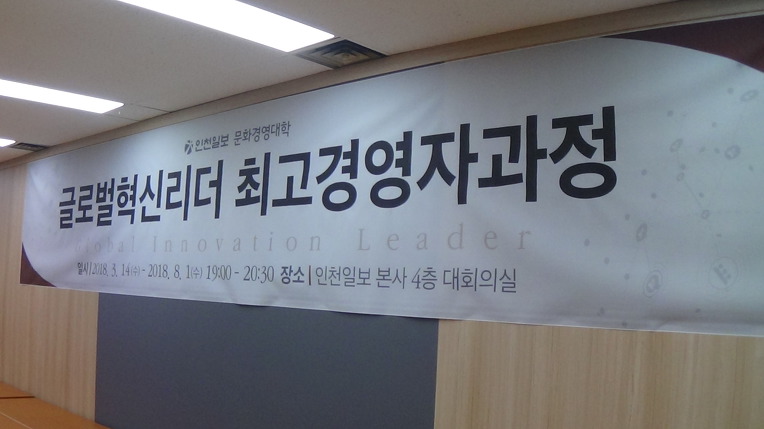 인천일보 문화경영대학
글로벌혁신리더 최고경영자과정
Global Innovation Leader
일시 | 2018. 3. 14(수) - 2018. 8. 1(수) 19:00 - 20:30 장소 | 인천일보 본사 4층 대회의실